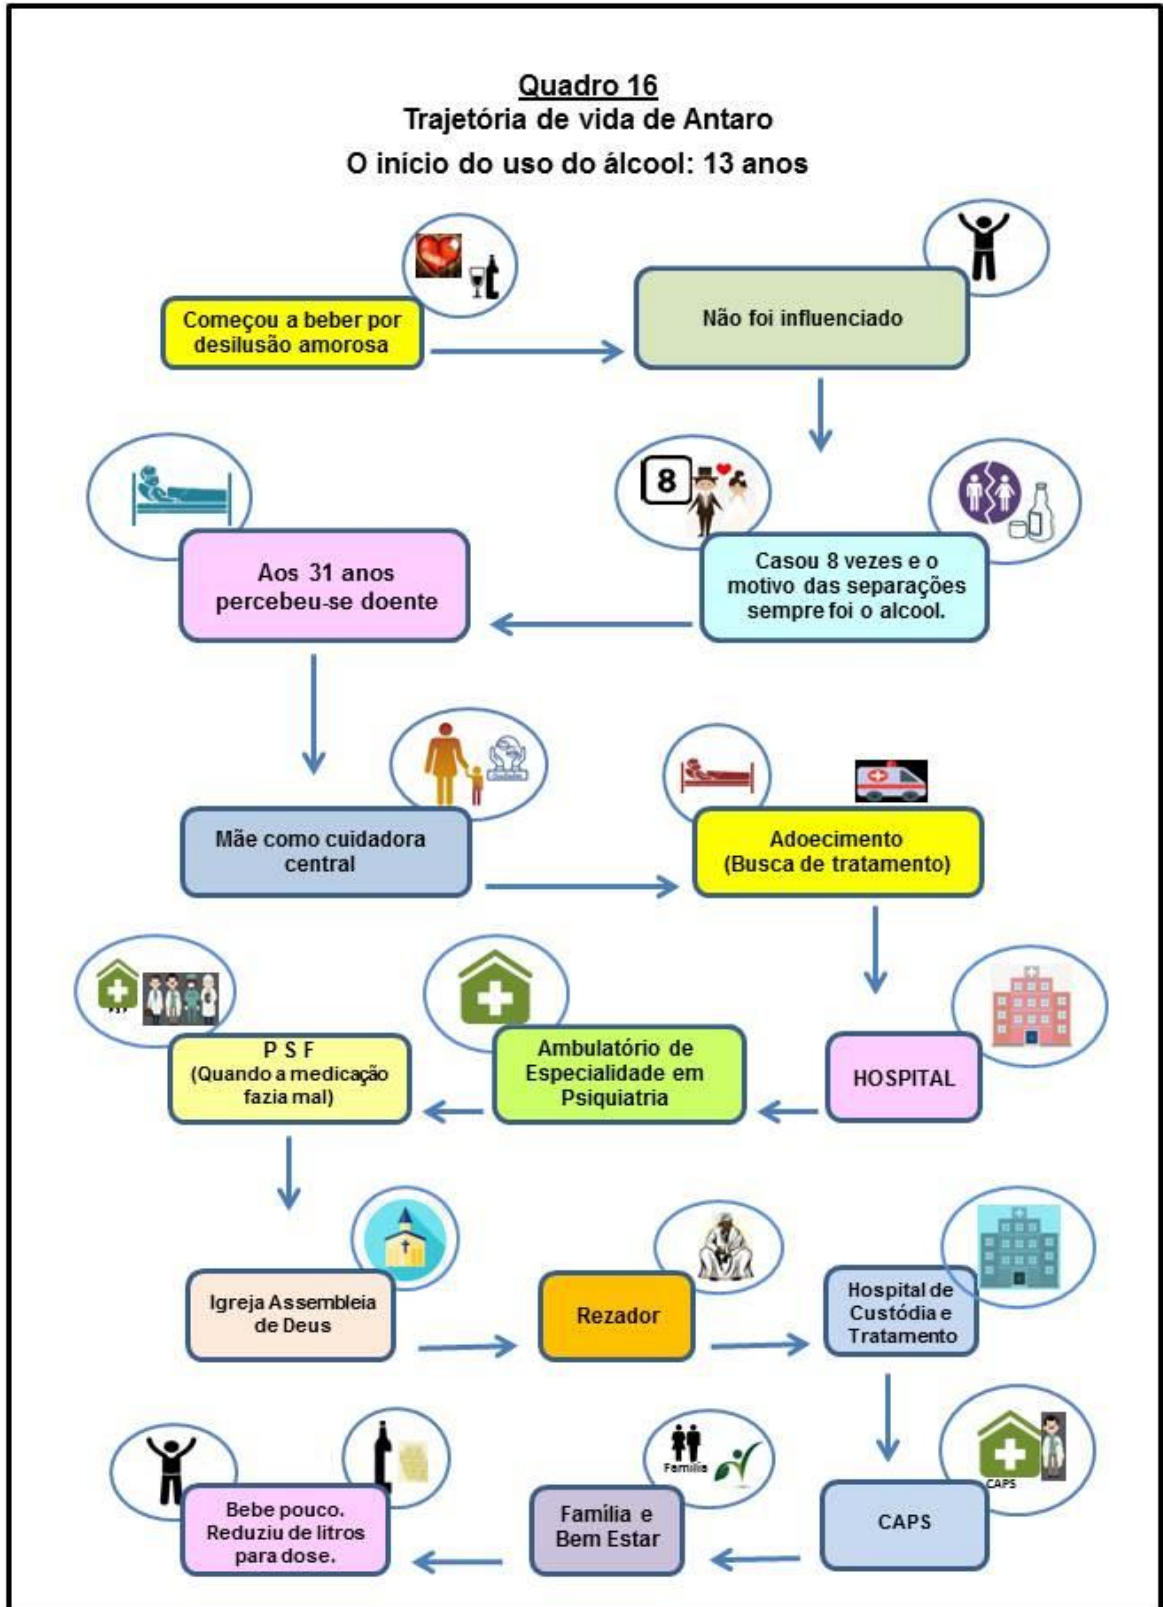 Quadro 16
Trajetória de vida de Antaro
O início do uso do álcool: 13 anos
Começou a beber por
desilusão amorosa
Não foi influenciado
8
Aos 31 anos
percebeu-se doente
Casou 8 vezes e o
motivo das separações
sempre foi o alcool.
Mãe como cuidadora
central
Adoecimento
(Busca de tratamento)
P S F
P S F
(Quando a medicação
fazia mal)
Ambulatório de
Especialidade em
Psiquiatria
HOSPITAL
Igreja Assembleia
de Deus
Rezador
Hospital de
Custódia e
Tratamento
Bebe pouco.
Reduziu de litros
para dose.
Família
Família e
Bem Estar
CAPS
CAPS